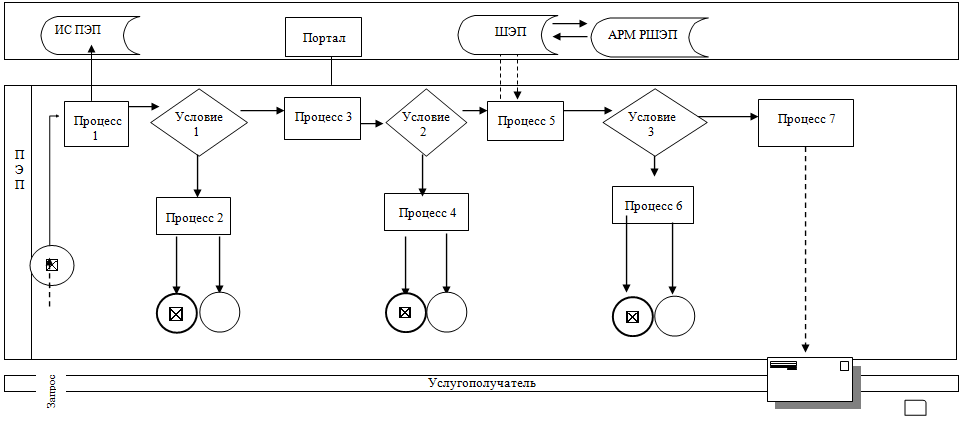 ИС ПЭП
Портал
ШЭП
АРМ РШЭП
ПЭП
Процесс
1
Условие
1
Процесс 3
Условие
2
Процесс 5
Условие
3
Процесс 7
Процесс 2
Процесс 4
Процесс 6
Запрос
Услугополучатель